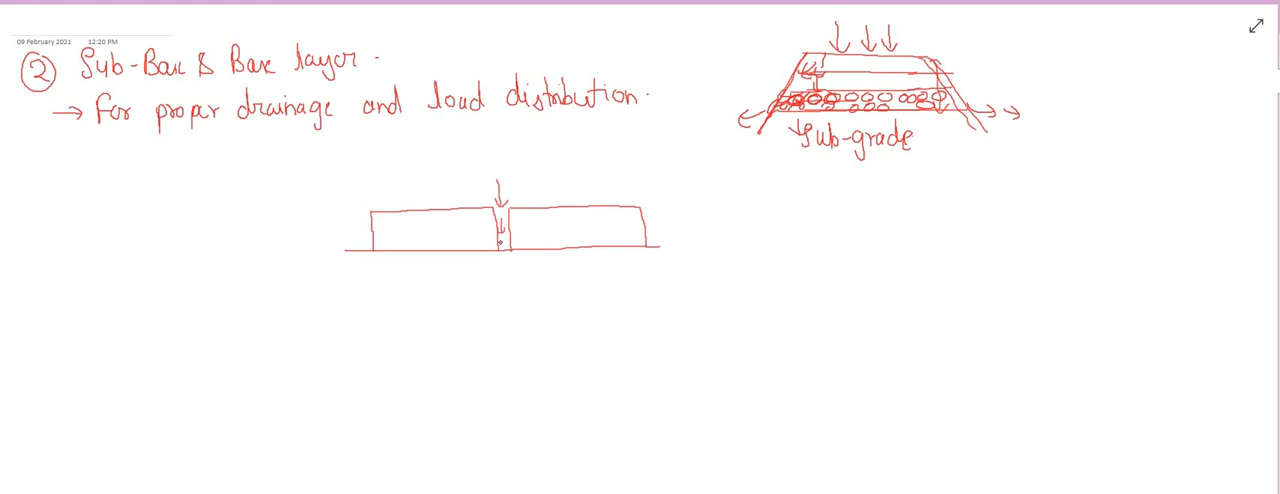 09 February 2021 12:20 PM
② Sub-Base & Base layer.
→ For proper drainage and load distribution.
Sub-grade